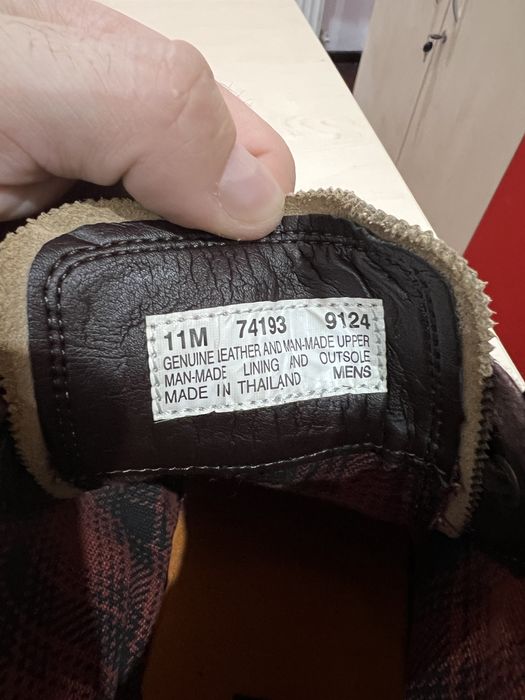 11M 74193 9124
GENUINE LEATHER AND MAN-MADE UPPER
MAN-MADE LINING AND OUTSOLE
MADE IN THAILAND MENS